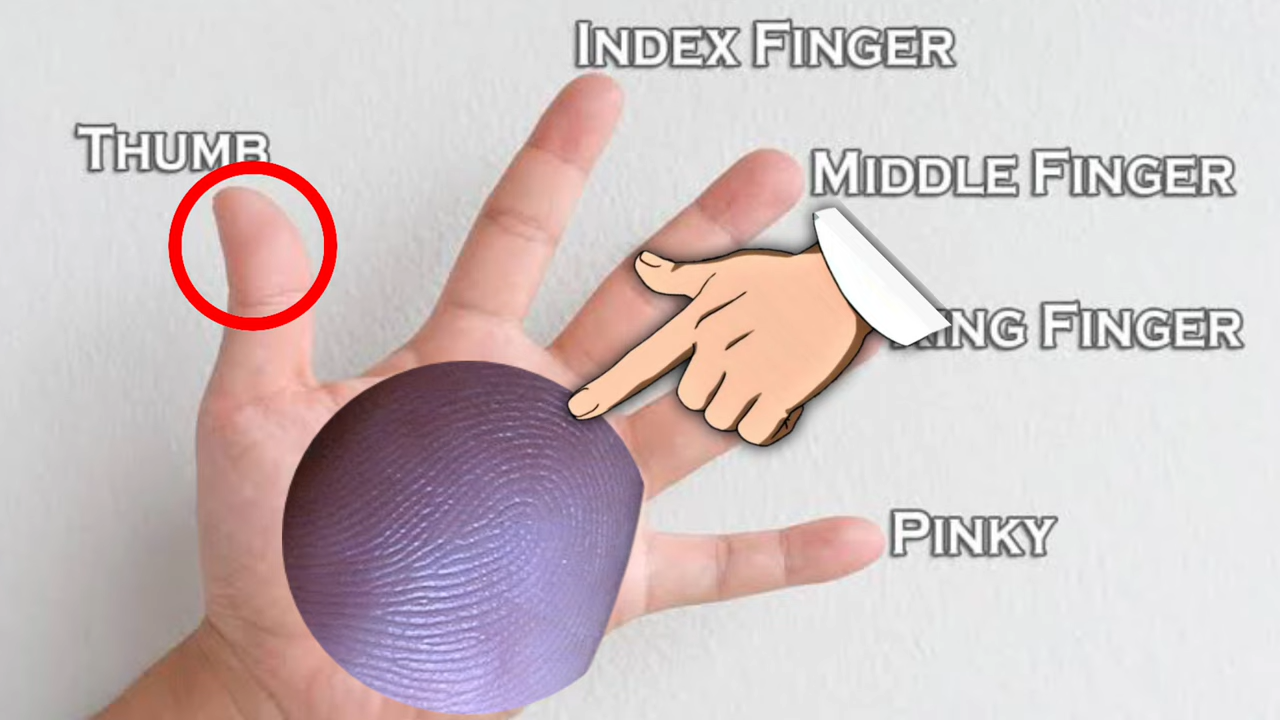 Index Finger
Thumb
Middle Finger
Finger
Pinky